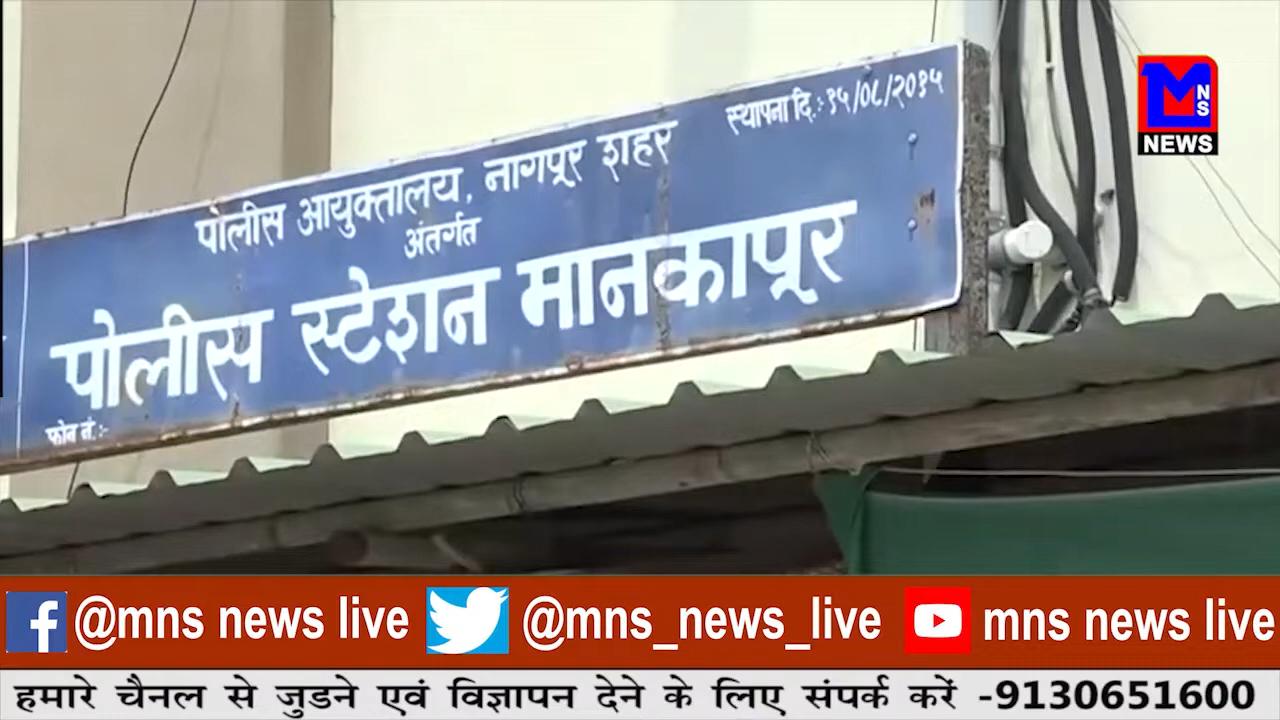 स्थापना दि.:-१५/०८/२०१५
पोलीस आयुक्तालय, नागपूर शहर
अंतर्गत
पोलीस स्टेशन मानकापूर
फोन नं.:-
MNS
NEWS
@mns news live @mns_news_live mns news live
हमारे चैनल से जुडने एवं विज्ञापन देने के लिए संपर्क करें -9130651600